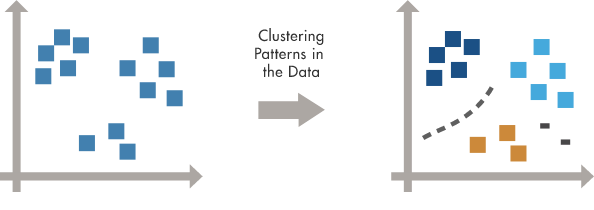 Clustering
Patterns in
the Data